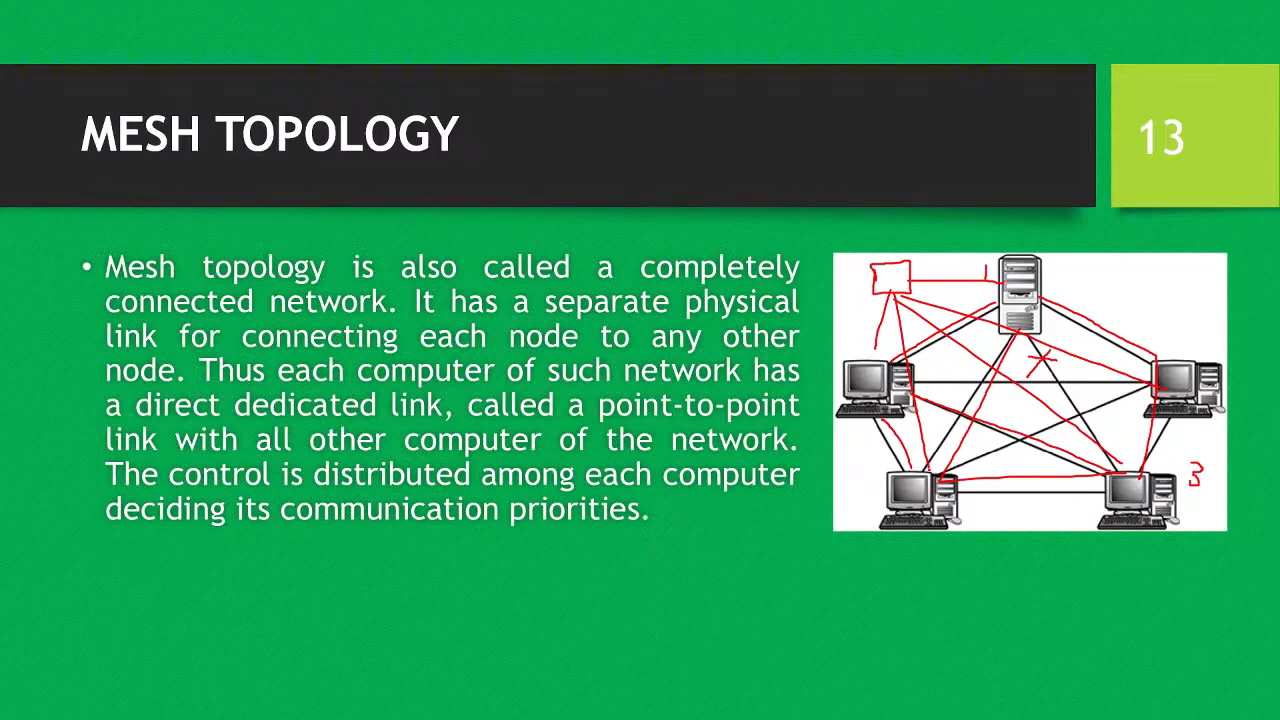 MESH TOPOLOGY
13
• Mesh topology is also called a completely
connected network. It has a separate physical
link for connecting each node to any other
node. Thus each computer of such network has
a direct dedicated link, called a point-to-point
link with all other computer of the network.
The control is distributed among each computer
deciding its communication priorities.
1
3